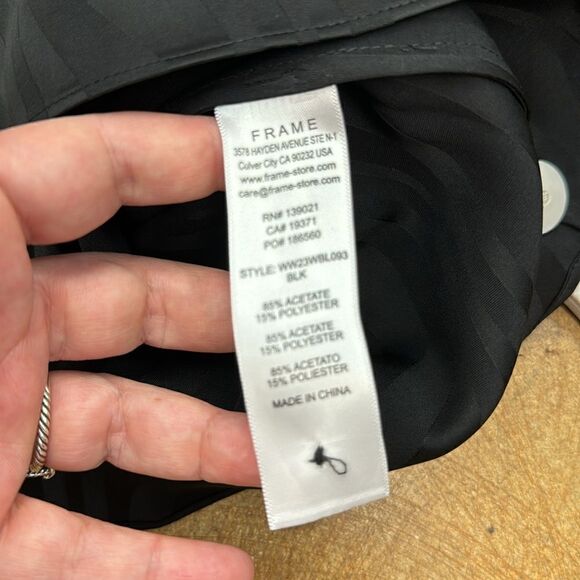 FRAME
3578 HAYDEN AVENUE STE N-1
Culver City CA 90232 USA
www.frame-store.com
care@frame-store.com
RN# 139021
CA# 19371
PO# 186560
STYLE: WW23WBL093
BLK
85% ACETATE
15% POLYESTER
85% ACETATE
15% POLYESTER
85% ACETATO
15% POLIESTER
MADE IN CHINA